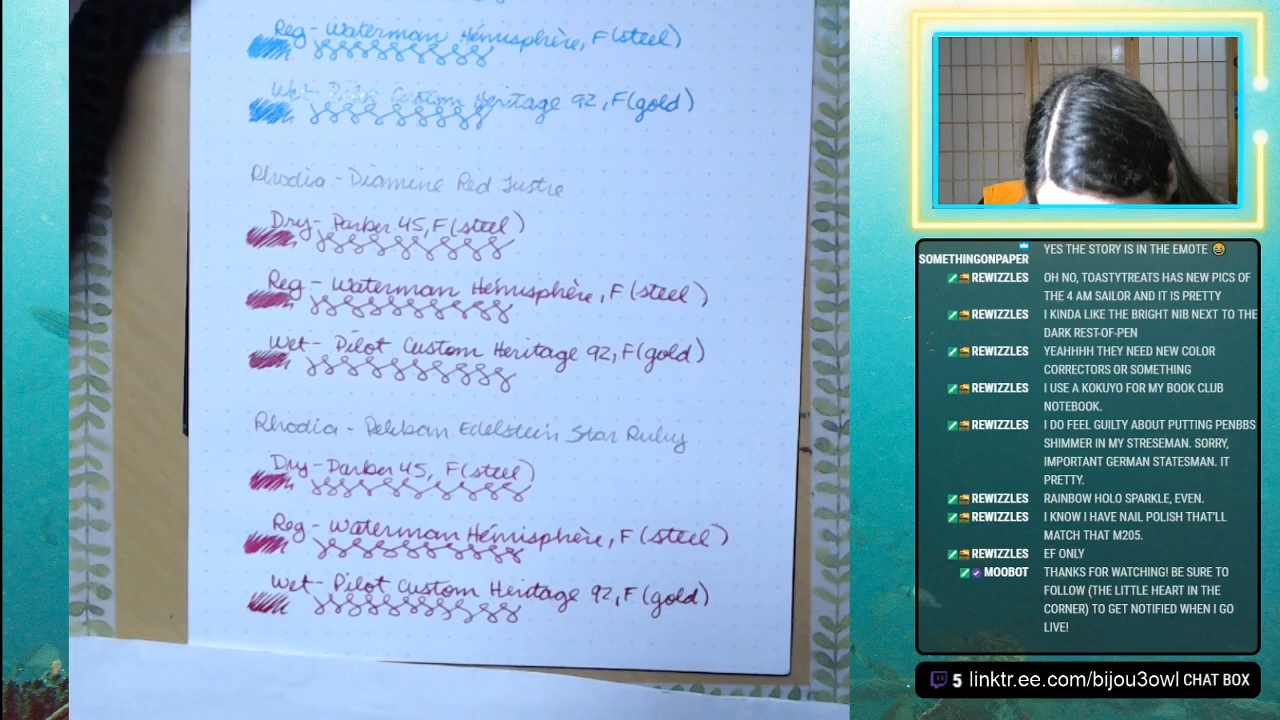 Reg - Waterman Hémisphère, F (steel)
Wet - Pilot Custom Heritage 92, F (gold)
Rhodia - Diamine Red Lustre
Dry - Parker 45, F (steel)
Reg - Waterman Hémisphère, F (steel)
Wet - Pilot Custom Heritage 92, F (gold)
Rhodia - Pelikan Edelstein Star Ruby
Dry - Parker 45, F (steel)
Reg - Waterman Hémisphère, F (steel)
Wet - Pilot Custom Heritage 92, F (gold)
SOMETHINGONPAPER YES THE STORY IS IN THE EMOTE 😄
REWIZZLES OH NO, TOASTYTREATS HAS NEW PICS OF
THE 4 AM SAILOR AND IT IS PRETTY
REWIZZLES I KINDA LIKE THE BRIGHT NIB NEXT TO THE
DARK REST-OF-PEN
REWIZZLES YEAHHHH THEY NEED NEW COLOR
CORRECTORS OR SOMETHING
REWIZZLES I USE A KOKUYO FOR MY BOOK CLUB
NOTEBOOK.
REWIZZLES I DO FEEL GUILTY ABOUT PUTTING PENBBS
SHIMMER IN MY STRESEMAN. SORRY,
IMPORTANT GERMAN STATESMAN. IT
PRETTY.
REWIZZLES RAINBOW HOLO SPARKLE, EVEN.
REWIZZLES I KNOW I HAVE NAIL POLISH THAT'LL
MATCH THAT M205.
REWIZZLES EF ONLY
MOOBOT THANKS FOR WATCHING! BE SURE TO
FOLLOW (THE LITTLE HEART IN THE
CORNER) TO GET NOTIFIED WHEN I GO
LIVE!
5 linktr.ee.com/bijou3owl CHAT BOX